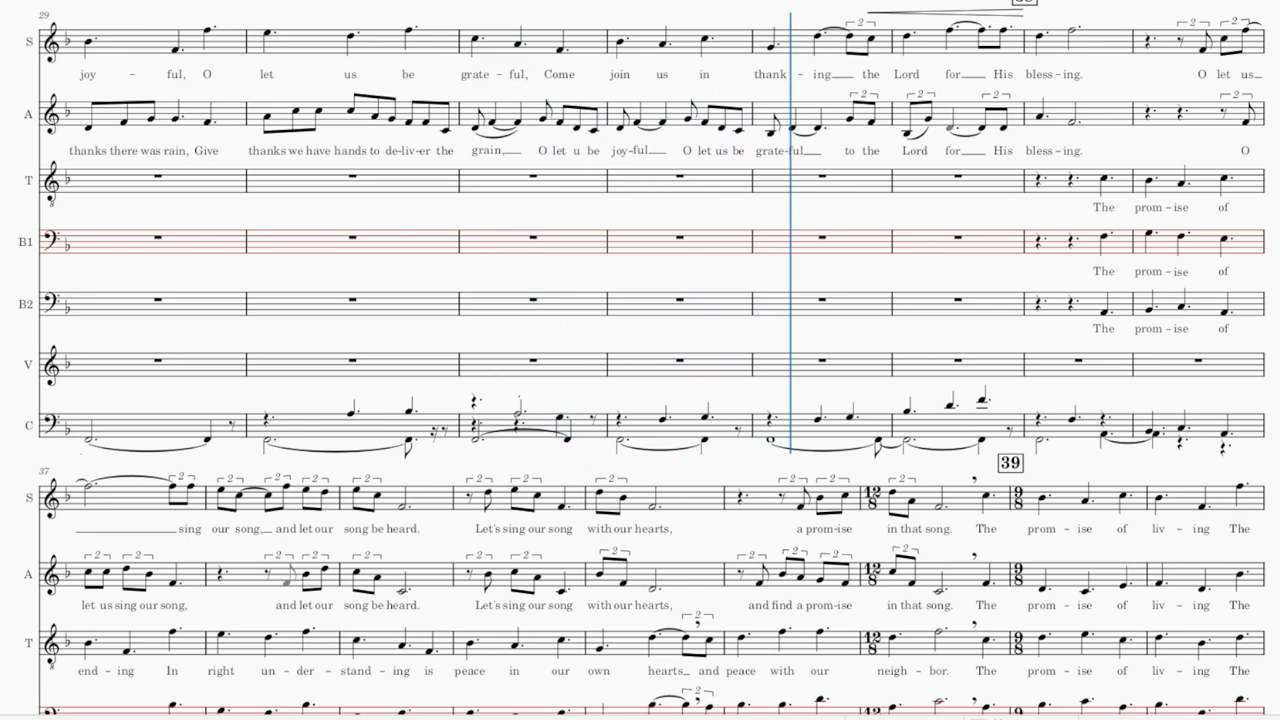 29
S
joy - ful, O let us be grate - ful, Come join us in thank - ing the Lord for His bless - ing. O let us
A
thanks there was rain, Give thanks we have hands to de-liv-er the grain, O let u be joy-ful O let us be grate-ful to the Lord for His bless - ing. O
T
The prom - ise of
B1
The prom - ise of
B2
The prom - ise of
V
C
37
39
S
sing our song, and let our song be heard. Let's sing our song with our hearts, a prom-ise in that song. The prom - ise of liv - ing The
A
let us sing our song, and let our song be heard. Let's sing our song with our hearts, and find a prom-ise in that song. The prom - ise of liv - ing The
T
end - ing In right un - der - stand - ing is peace in our own hearts and peace with our neigh - bor. The prom - ise of liv - ing The